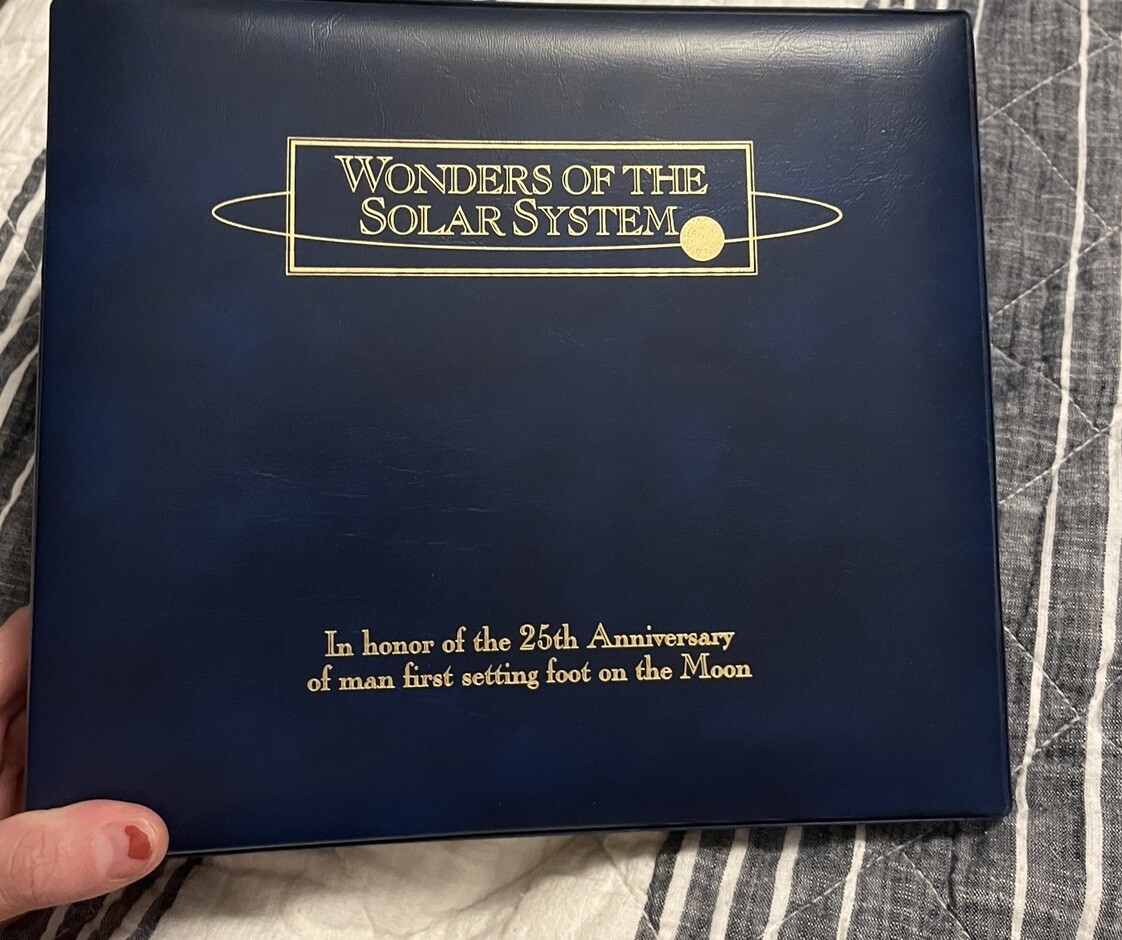 WONDERS OF THE
SOLAR SYSTEM
In honor of the 25th Anniversary
of man first setting foot on the Moon